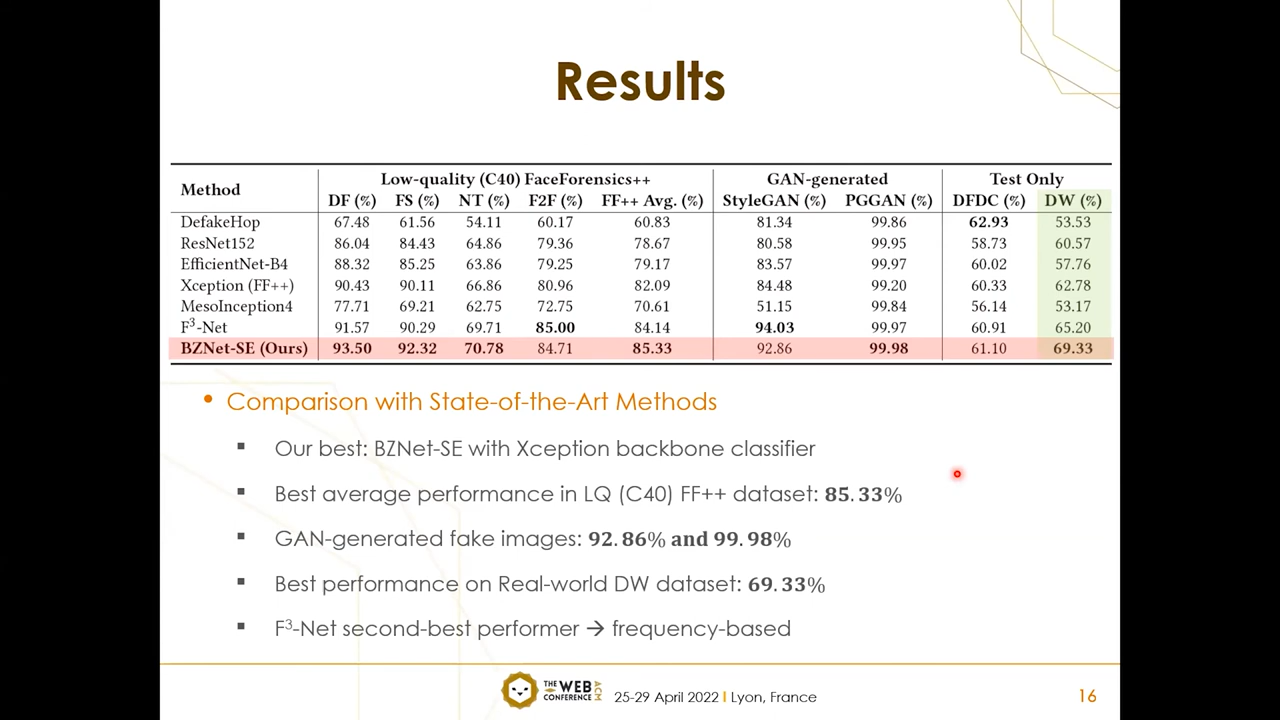 Results
Method Low-quality (C40) FaceForensics++ GAN-generated Test Only
DF (%) FS (%) NT (%) F2F (%) FF++ Avg. (%) StyleGAN (%) PGGAN (%) DFDC (%) DW (%)
DefakeHop 67.48 61.56 54.11 60.17 60.83 81.34 99.86 62.93 53.53
ResNet152 86.04 84.43 64.86 79.36 78.67 80.58 99.95 58.73 60.57
EfficientNet-B4 88.32 85.25 63.86 79.25 79.17 83.57 99.97 60.02 57.76
Xception (FF++) 90.43 90.11 66.86 80.96 82.09 84.48 99.20 60.33 62.78
MesoInception4 77.71 69.21 62.75 72.75 70.61 51.15 99.84 56.14 53.17
F³-Net 91.57 90.29 69.71 85.00 84.14 94.03 99.97 60.91 65.20
BZNet-SE (Ours) 93.50 92.32 70.78 84.71 85.33 92.86 99.98 61.10 69.33
• Comparison with State-of-the-Art Methods
▪ Our best: BZNet-SE with Xception backbone classifier
▪ Best average performance in LQ (C40) FF++ dataset: 85.33%
▪ GAN-generated fake images: 92.86% and 99.98%
▪ Best performance on Real-world DW dataset: 69.33%
▪ F³-Net second-best performer → frequency-based
THE WEB CONFERENCE ACM 25-29 April 2022 | Lyon, France 16